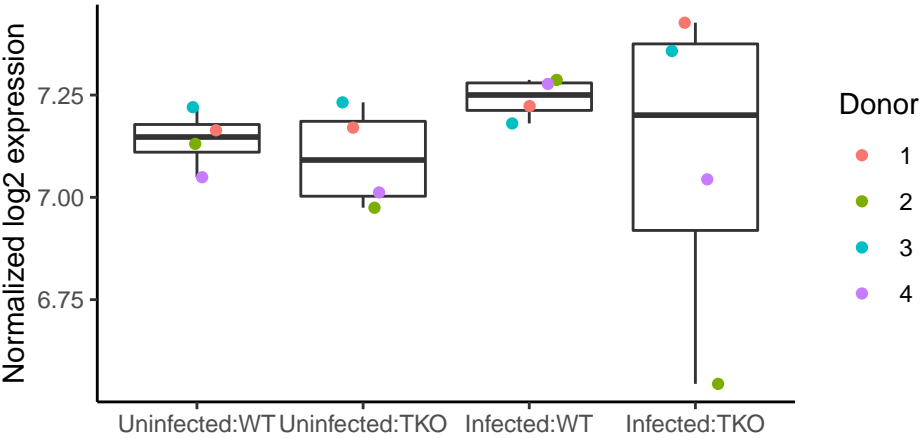 Normalized log2 expression
7.25
7.00
6.75
Uninfected:WT
Uninfected:TKO
Infected:WT
Infected:TKO
Donor
1
2
3
4